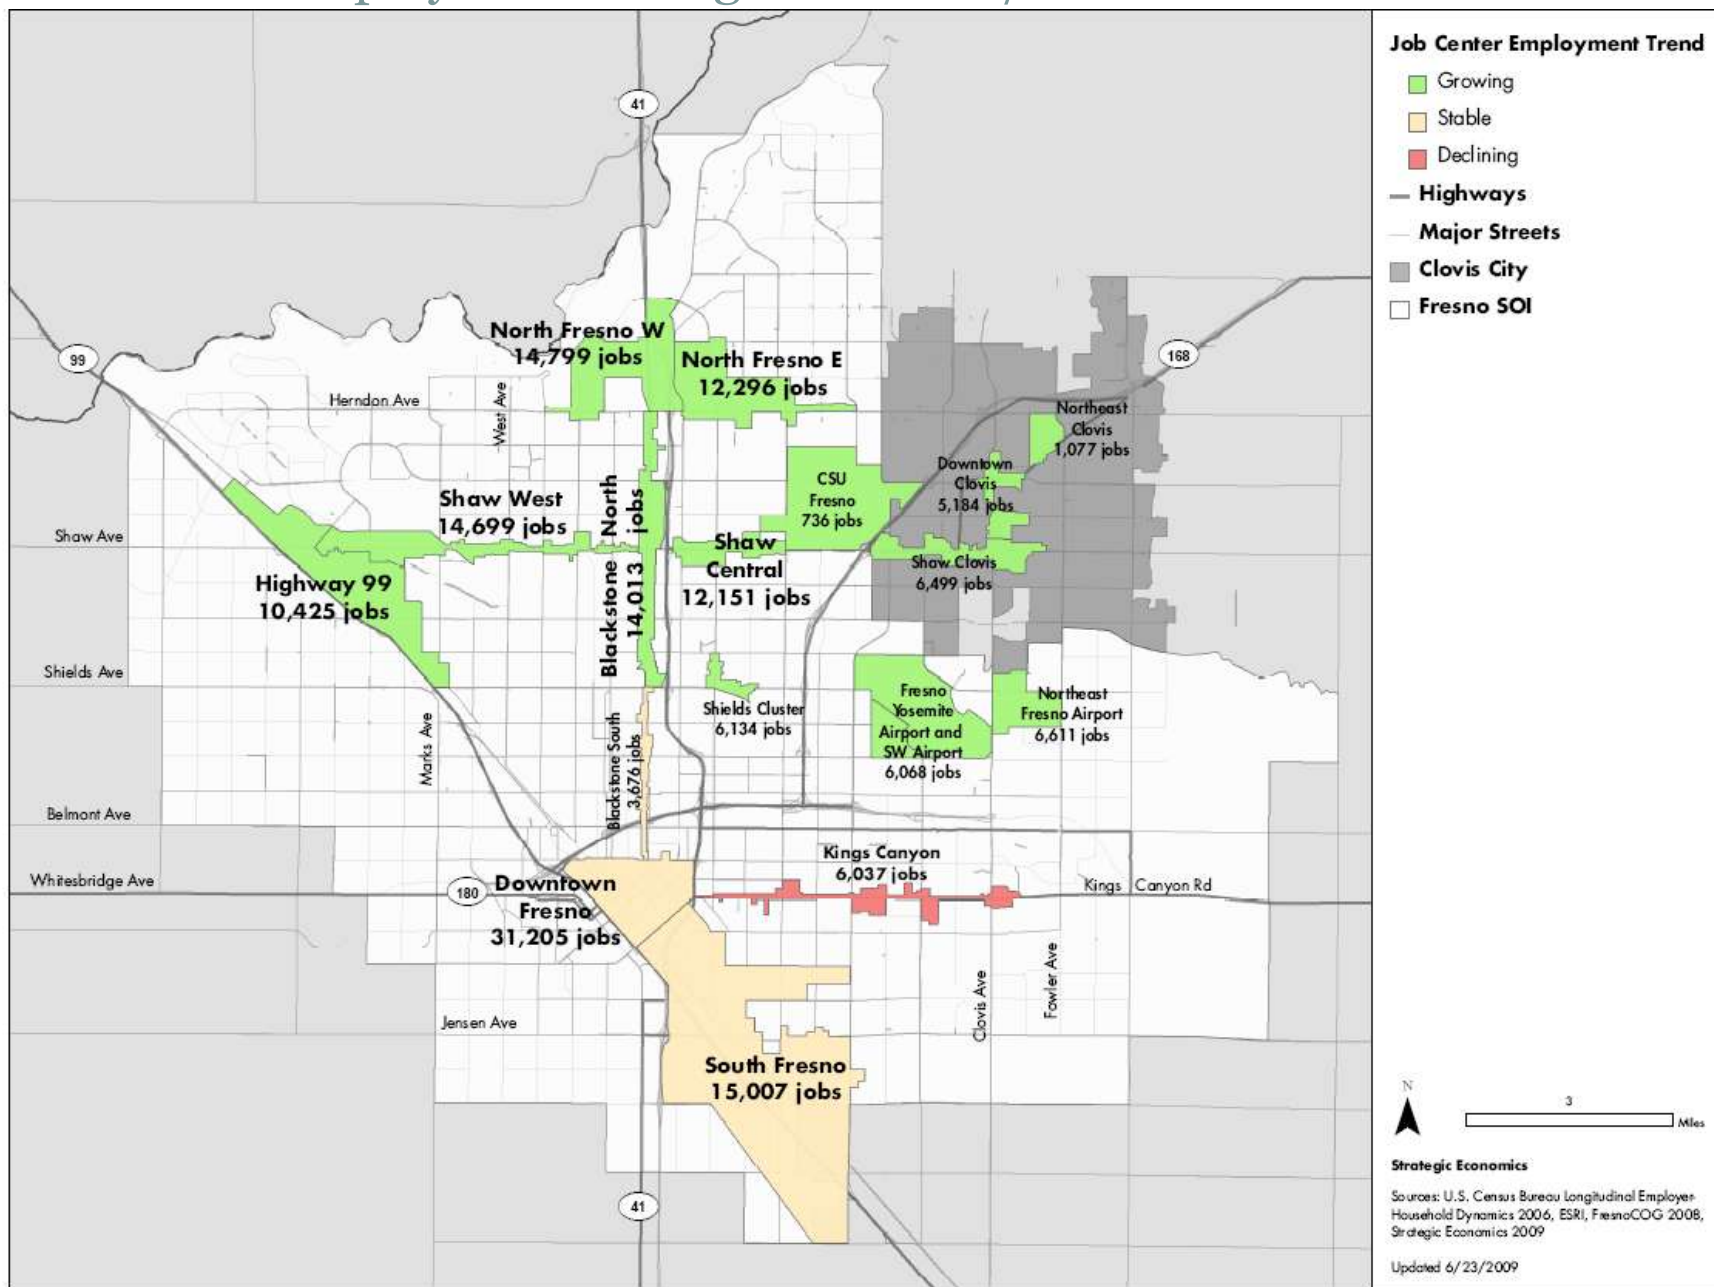 Job Center Employment Trend
Growing
Stable
Declining
Highways
Major Streets
Clovis City
Fresno SOI
41
99
168
North Fresno W
14,799 jobs
North Fresno E
12,296 jobs
Herndon Ave
West Ave
Northeast
Clovis
1,077 jobs
Downtown
Clovis
5,184 jobs
CSU
Fresno
736 jobs
Shaw West
14,699 jobs
Blackstone North
14,013 jobs
Shaw Ave
Shaw
Central
12,151 jobs
Shaw Clovis
6,499 jobs
Highway 99
10,425 jobs
Shields Ave
Shields Cluster
6,134 jobs
Fresno
Yosemite
Airport and
SW Airport
6,068 jobs
Northeast
Fresno Airport
6,611 jobs
Marks Ave
Blackstone South
3,676 jobs
Belmont Ave
Kings Canyon
6,037 jobs
Whitesbridge Ave
180
Kings Canyon Rd
Downtown
Fresno
31,205 jobs
Clovis Ave
Fowler Ave
Jensen Ave
South Fresno
15,007 jobs
41
N
3
Miles
Strategic Economics
Sources: U.S. Census Bureau Longitudinal Employer-
Household Dynamics 2006, ESRI, FresnoCOG 2008,
Strategic Economics 2009
Updated 6/23/2009